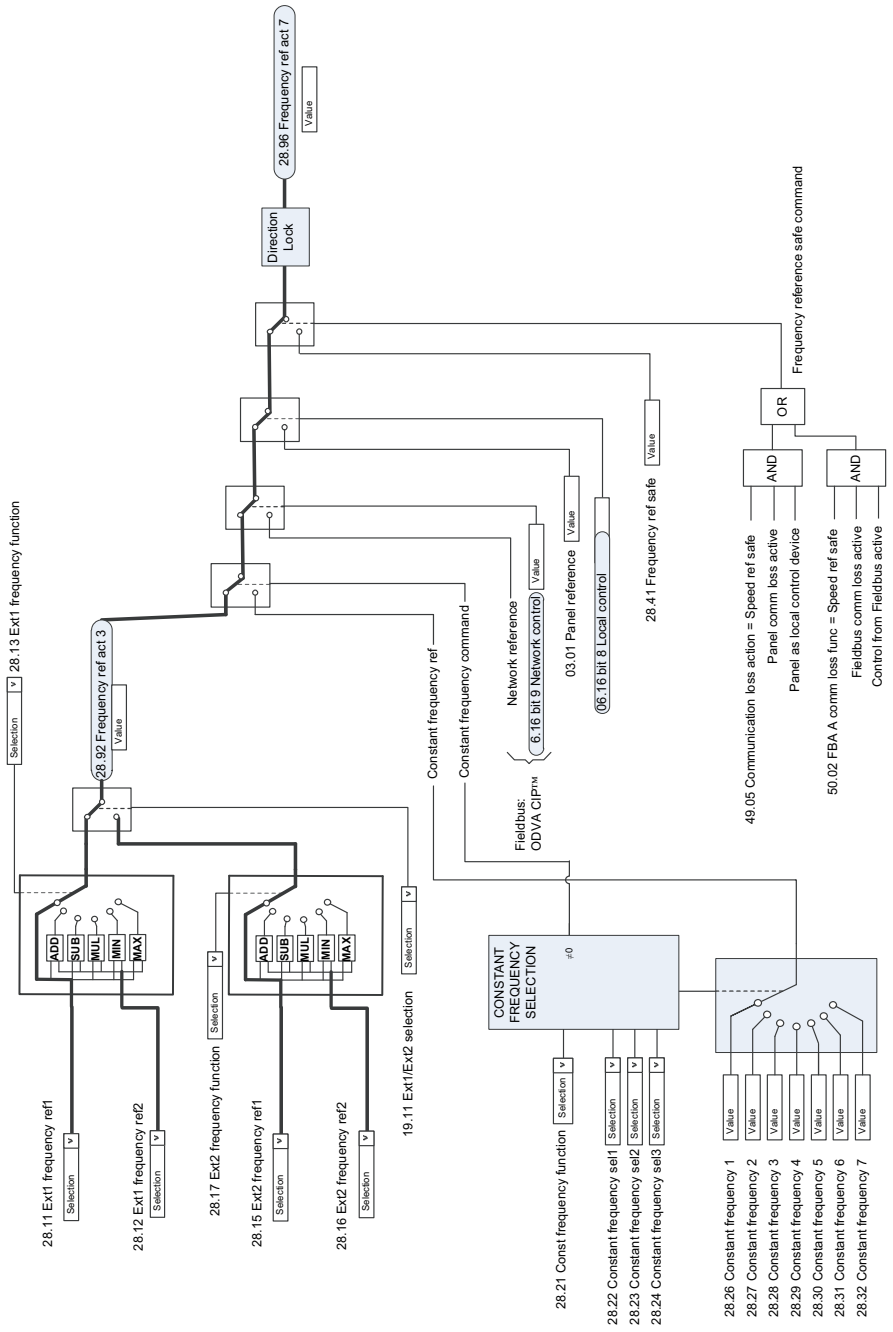 28.11 Ext1 frequency ref1
Selection v
28.12 Ext1 frequency ref2
Selection v
ADD
SUB
MUL
MIN
MAX
Selection v 28.13 Ext1 frequency function
28.17 Ext2 frequency function Selection v
28.15 Ext2 frequency ref1
Selection v
28.16 Ext2 frequency ref2
Selection v
ADD
SUB
MUL
MIN
MAX
19.11 Ext1/Ext2 selection Selection v
28.92 Frequency ref act 3
Value
28.21 Const frequency function Selection v
28.22 Constant frequency sel1 Selection v
28.23 Constant frequency sel2 Selection v
28.24 Constant frequency sel3 Selection v
CONSTANT
FREQUENCY
SELECTION
≠0
28.26 Constant frequency 1 Value
28.27 Constant frequency 2 Value
28.28 Constant frequency 3 Value
28.29 Constant frequency 4 Value
28.30 Constant frequency 5 Value
28.31 Constant frequency 6 Value
28.32 Constant frequency 7 Value
Constant frequency ref
Constant frequency command
Network reference
Fieldbus:
ODVA CIP™
6.16 bit 9 Network control Value
03.01 Panel reference Value
06.16 bit 8 Local control
28.41 Frequency ref safe Value
49.05 Communication loss action = Speed ref safe
Panel comm loss active
Panel as local control device
AND
50.02 FBA A comm loss func = Speed ref safe
Fieldbus comm loss active
Control from Fieldbus active
AND
OR
Frequency reference safe command
Direction
Lock
28.96 Frequency ref act 7
Value